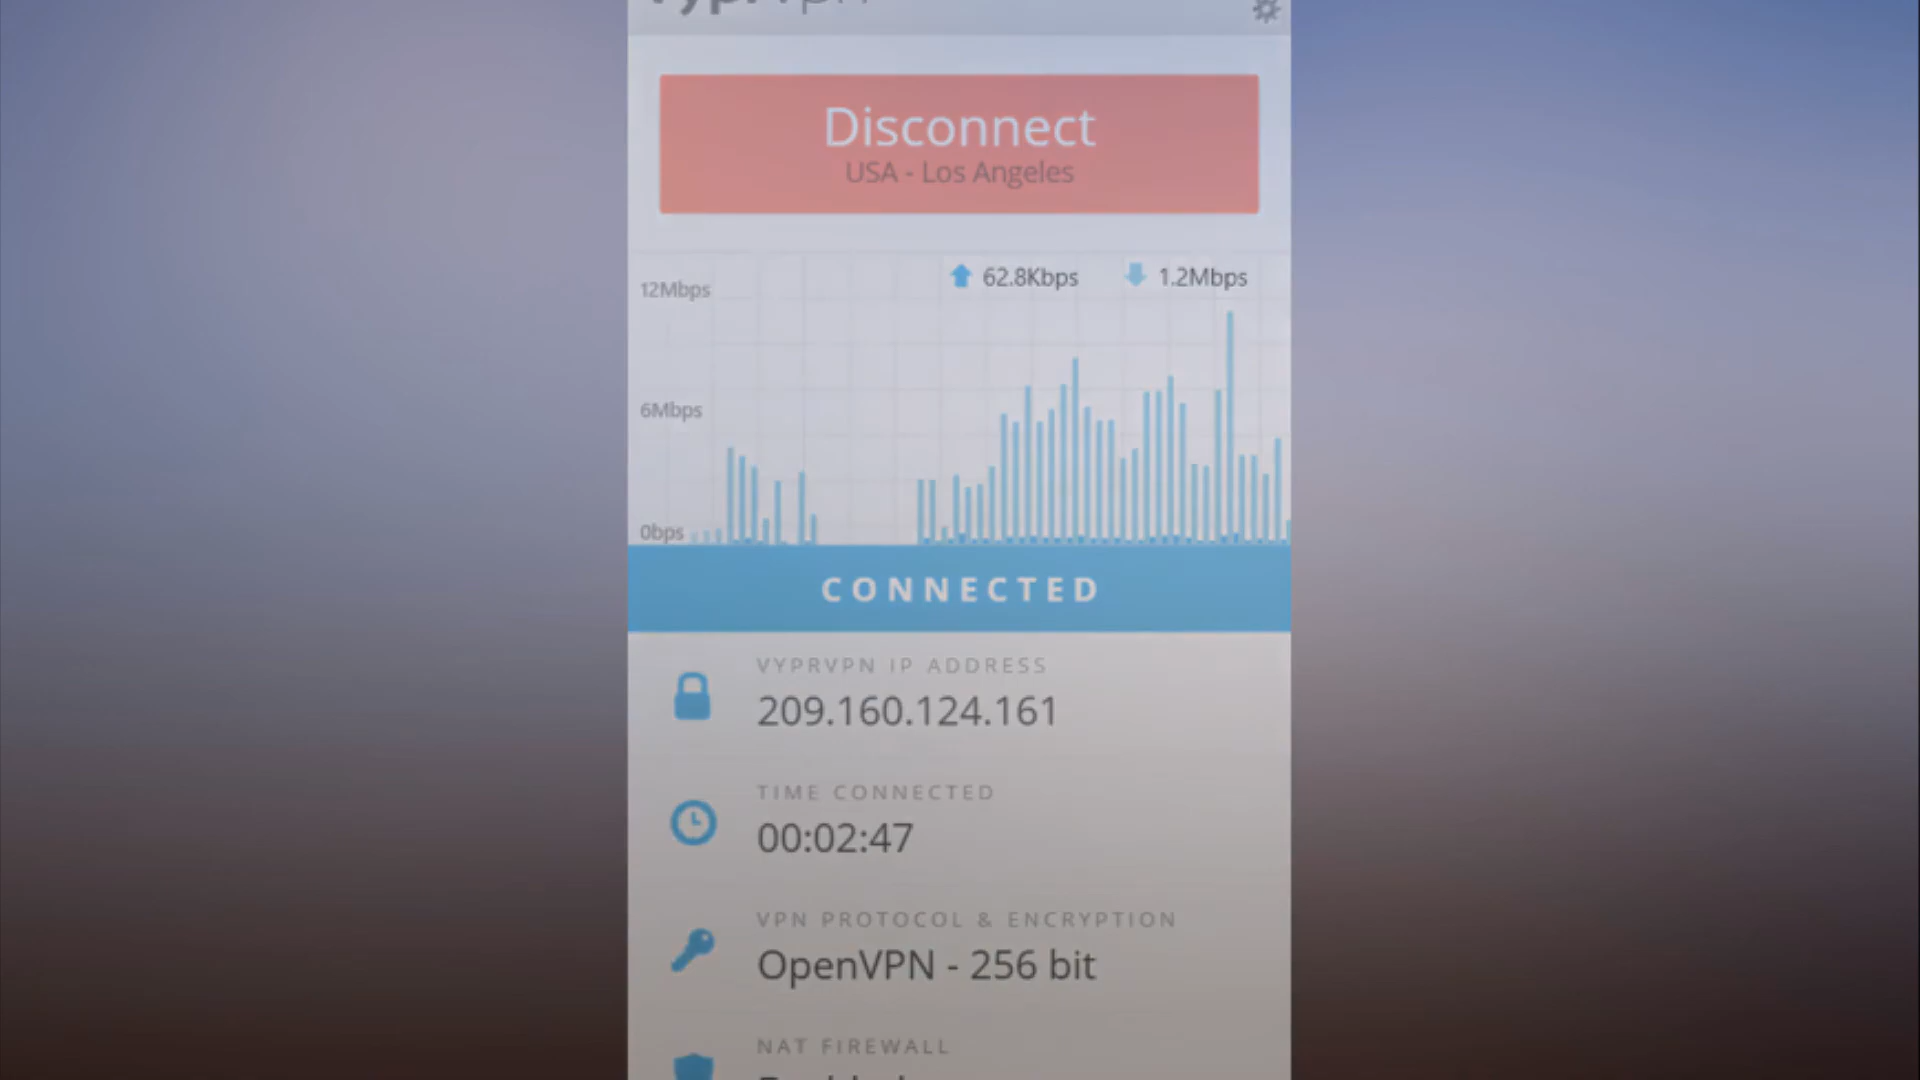 VyprVPN
Disconnect
USA - Los Angeles
62.8Kbps
1.2Mbps
12Mbps
6Mbps
0bps
CONNECTED
VYPRVPN IP ADDRESS
209.160.124.161
TIME CONNECTED
00:02:47
VPN PROTOCOL & ENCRYPTION
OpenVPN - 256 bit
NAT FIREWALL